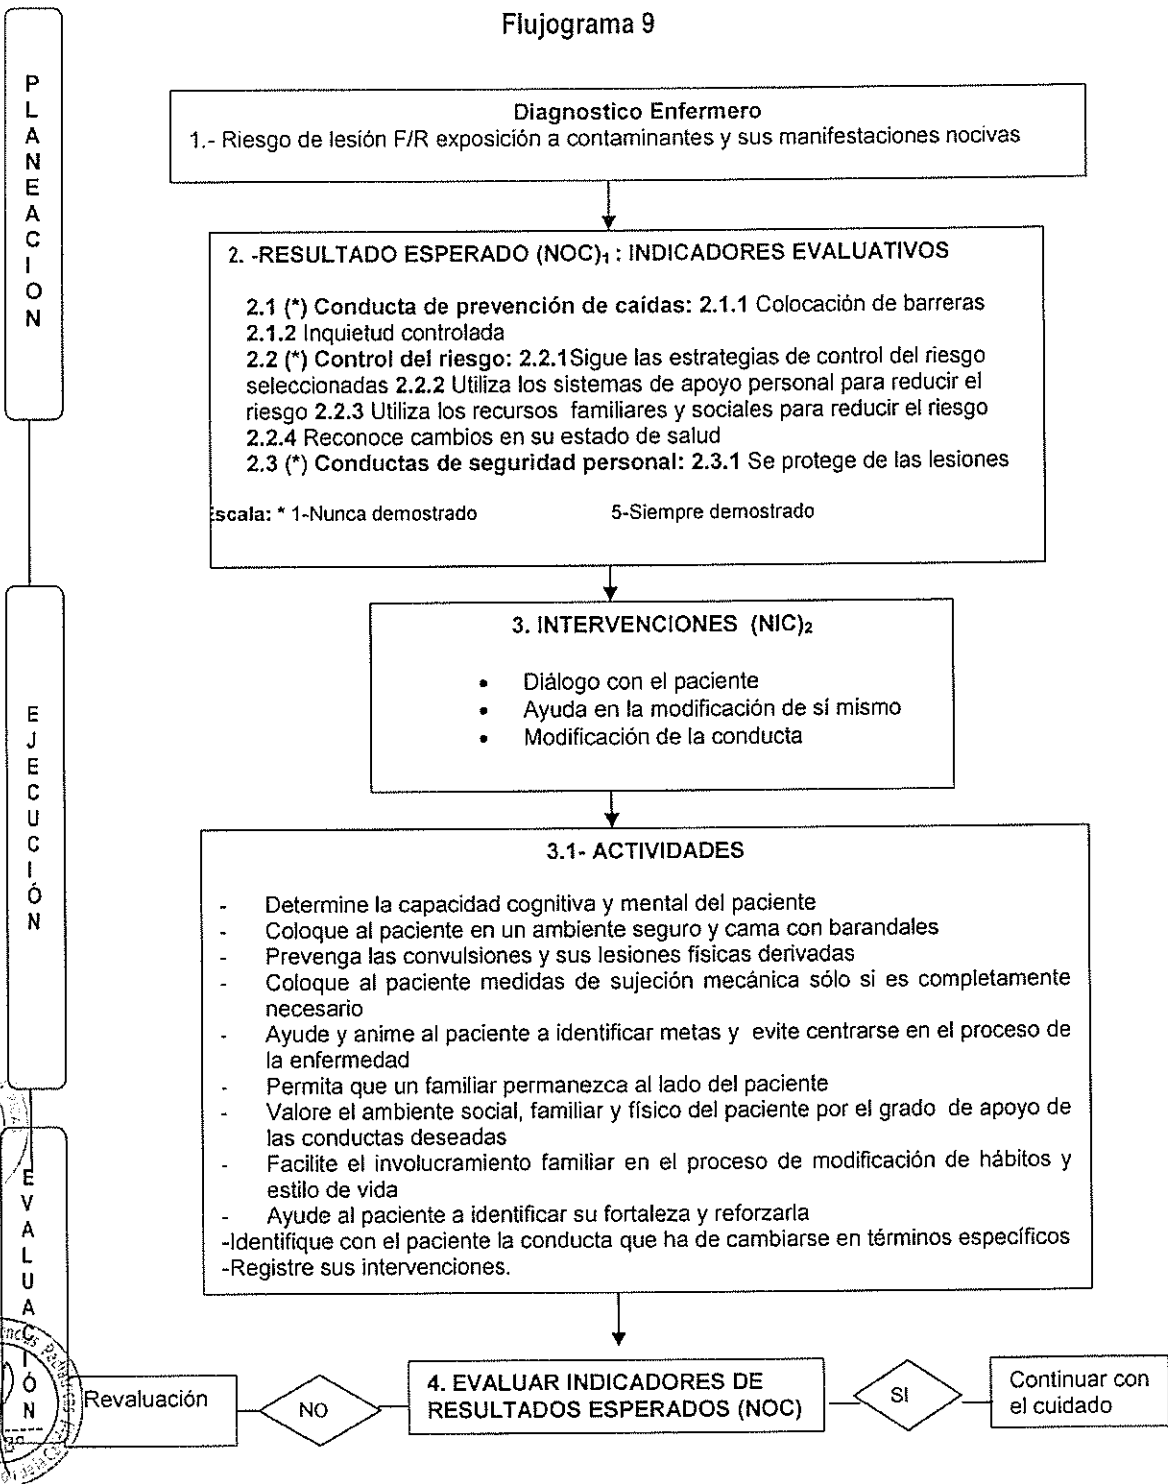 Flujograma 9
PLANEACION
Diagnostico Enfermero
1.- Riesgo de lesión F/R exposición a contaminantes y sus manifestaciones nocivas
2. -RESULTADO ESPERADO (NOC)₁ : INDICADORES EVALUATIVOS
2.1 (*) Conducta de prevención de caídas: 2.1.1 Colocación de barreras
2.1.2 Inquietud controlada
2.2 (*) Control del riesgo: 2.2.1Sigue las estrategias de control del riesgo
seleccionadas 2.2.2 Utiliza los sistemas de apoyo personal para reducir el
riesgo 2.2.3 Utiliza los recursos familiares y sociales para reducir el riesgo
2.2.4 Reconoce cambios en su estado de salud
2.3 (*) Conductas de seguridad personal: 2.3.1 Se protege de las lesiones
Escala: * 1-Nunca demostrado 5-Siempre demostrado
EJECUCIÓN
3. INTERVENCIONES (NIC)₂
• Diálogo con el paciente
• Ayuda en la modificación de sí mismo
• Modificación de la conducta
3.1- ACTIVIDADES
- Determine la capacidad cognitiva y mental del paciente
- Coloque al paciente en un ambiente seguro y cama con barandales
- Prevenga las convulsiones y sus lesiones físicas derivadas
- Coloque al paciente medidas de sujeción mecánica sólo si es completamente
necesario
- Ayude y anime al paciente a identificar metas y evite centrarse en el proceso de
la enfermedad
- Permita que un familiar permanezca al lado del paciente
- Valore el ambiente social, familiar y físico del paciente por el grado de apoyo de
las conductas deseadas
- Facilite el involucramiento familiar en el proceso de modificación de hábitos y
estilo de vida
- Ayude al paciente a identificar su fortaleza y reforzarla
-Identifique con el paciente la conducta que ha de cambiarse en términos específicos
-Registre sus intervenciones.
EVALUACIÓN
Revaluación
NO
4. EVALUAR INDICADORES DE
RESULTADOS ESPERADOS (NOC)
SI
Continuar con
el cuidado